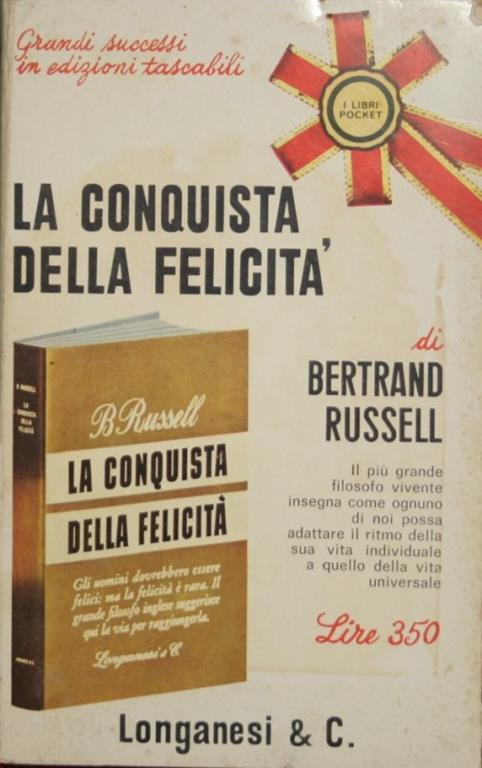 Grandi successi
in edizioni tascabili
I LIBRI
POCKET
LA CONQUISTA
DELLA FELICITA'
di
BERTRAND
RUSSELL
Il più grande
filosofo vivente
insegna come ognuno
di noi possa
adattare il ritmo della
sua vita individuale
a quello della vita
universale
Lire 350
B. RUSSELL
LA
CONQUISTA
DELLA
FELICITÀ
B Russell
LA CONQUISTA
DELLA FELICITÀ
Gli uomini dovrebbero essere
felici: ma la felicità è rara. Il
grande filosofo inglese suggerisce
qui la via per raggiungerla.
Longanesi e C.
Longanesi & C.